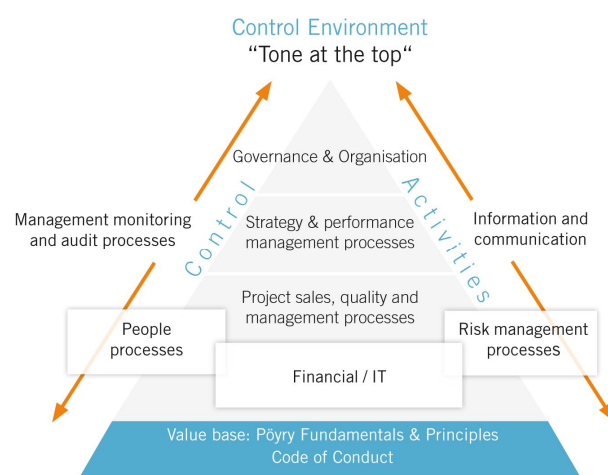 Control Environment
“Tone at the top“
Governance & Organisation
Control
Activities
Management monitoring
and audit processes
Strategy & performance
management processes
Information and
communication
Project sales, quality and
management processes
People
processes
Risk management
processes
Financial / IT
Value base: Pöyry Fundamentals & Principles
Code of Conduct